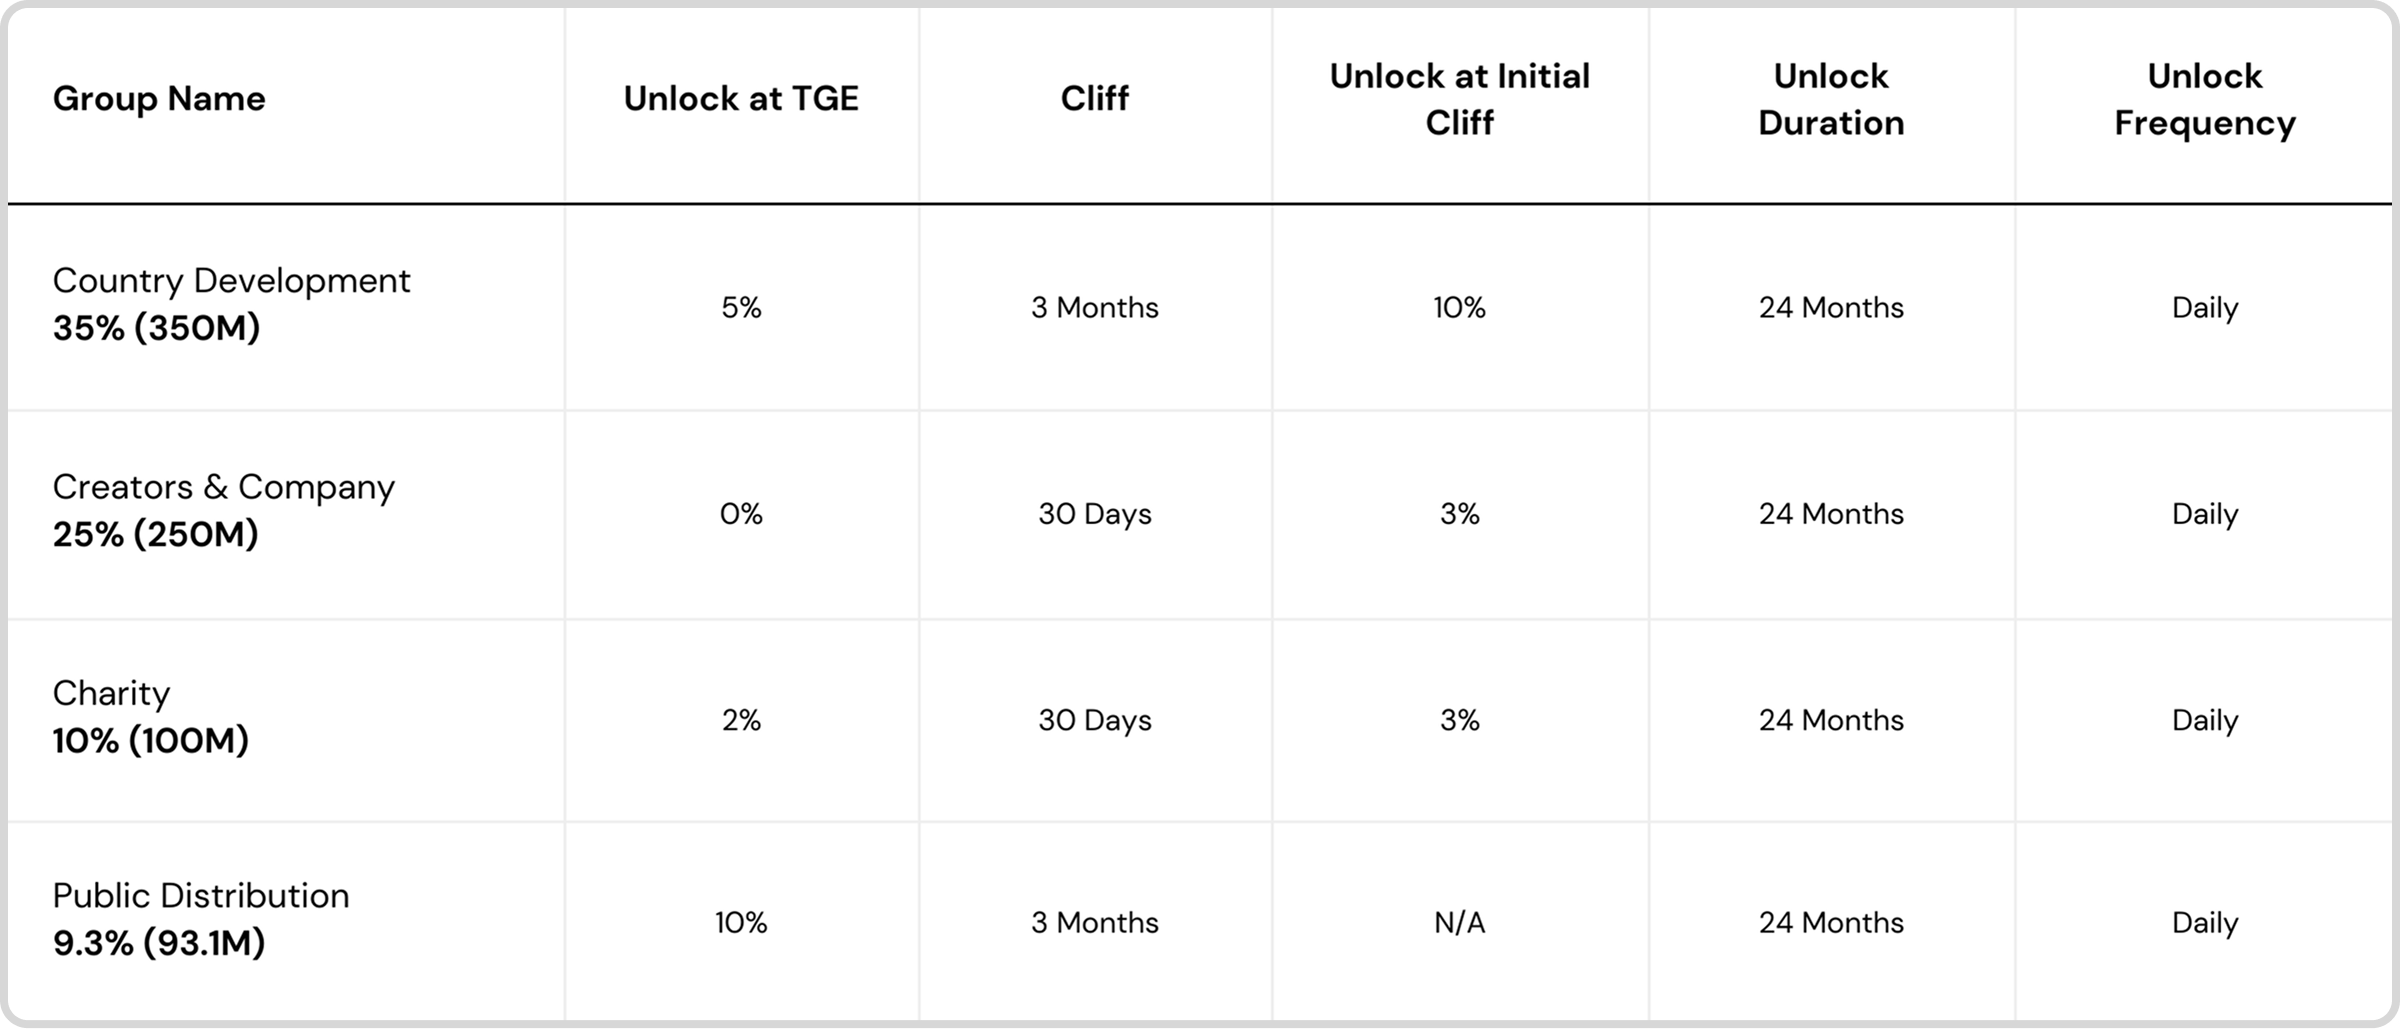 Group Name
Unlock at TGE
Cliff
Unlock at Initial
Cliff
Unlock
Duration
Unlock
Frequency
Country Development
35% (350M)
5%
3 Months
10%
24 Months
Daily
Creators & Company
25% (250M)
0%
30 Days
3%
24 Months
Daily
Charity
10% (100M)
2%
30 Days
3%
24 Months
Daily
Public Distribution
9.3% (93.1M)
10%
3 Months
N/A
24 Months
Daily